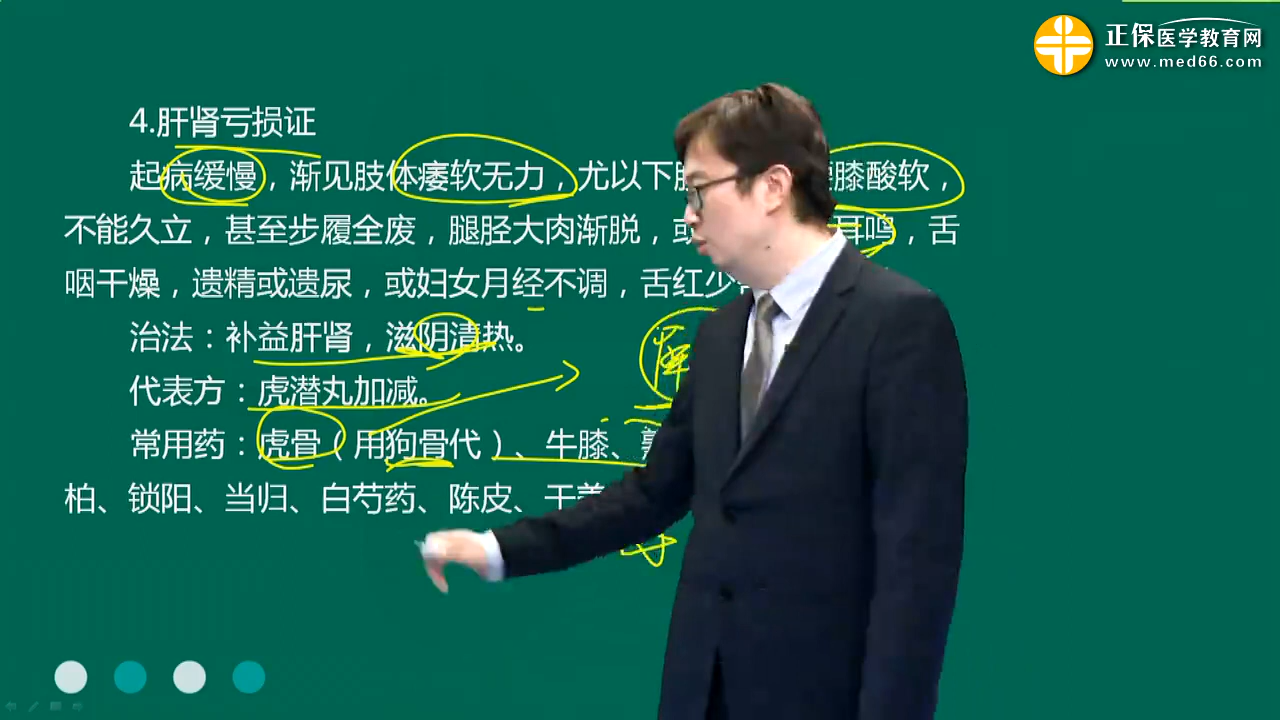 正保医学教育网
www.med66.com
4.肝肾亏损证
起病缓慢，渐见肢体痿软无力，尤以下 膝酸软，
不能久立，甚至步履全废，腿胫大肉渐脱，或 耳鸣，舌
咽干燥，遗精或遗尿，或妇女月经不调，舌红少
治法：补益肝肾，滋阴清热。
代表方：虎潜丸加减。
常用药：虎骨（用狗骨代）、牛膝、
柏、锁阳、当归、白芍药、陈皮、干